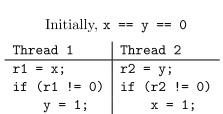 Initially, x == y == 0
Thread 1 Thread 2
r1 = x; r2 = y;
if (r1 != 0) if (r2 != 0)
y = 1; x = 1;